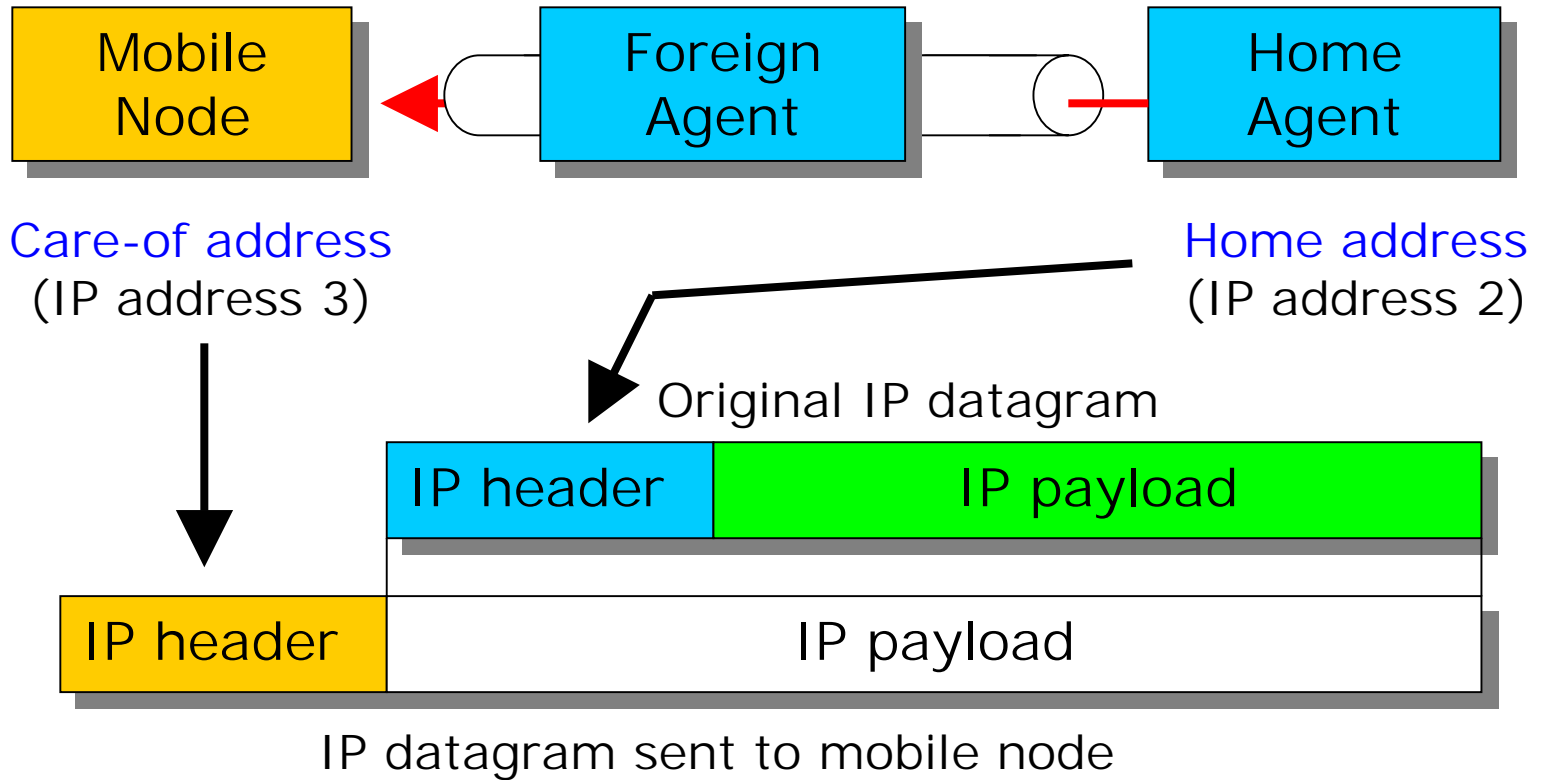 Mobile
Node
Foreign
Agent
Home
Agent
Care-of address
(IP address 3)
Home address
(IP address 2)
Original IP datagram
IP header
IP payload
IP header
IP payload
IP datagram sent to mobile node